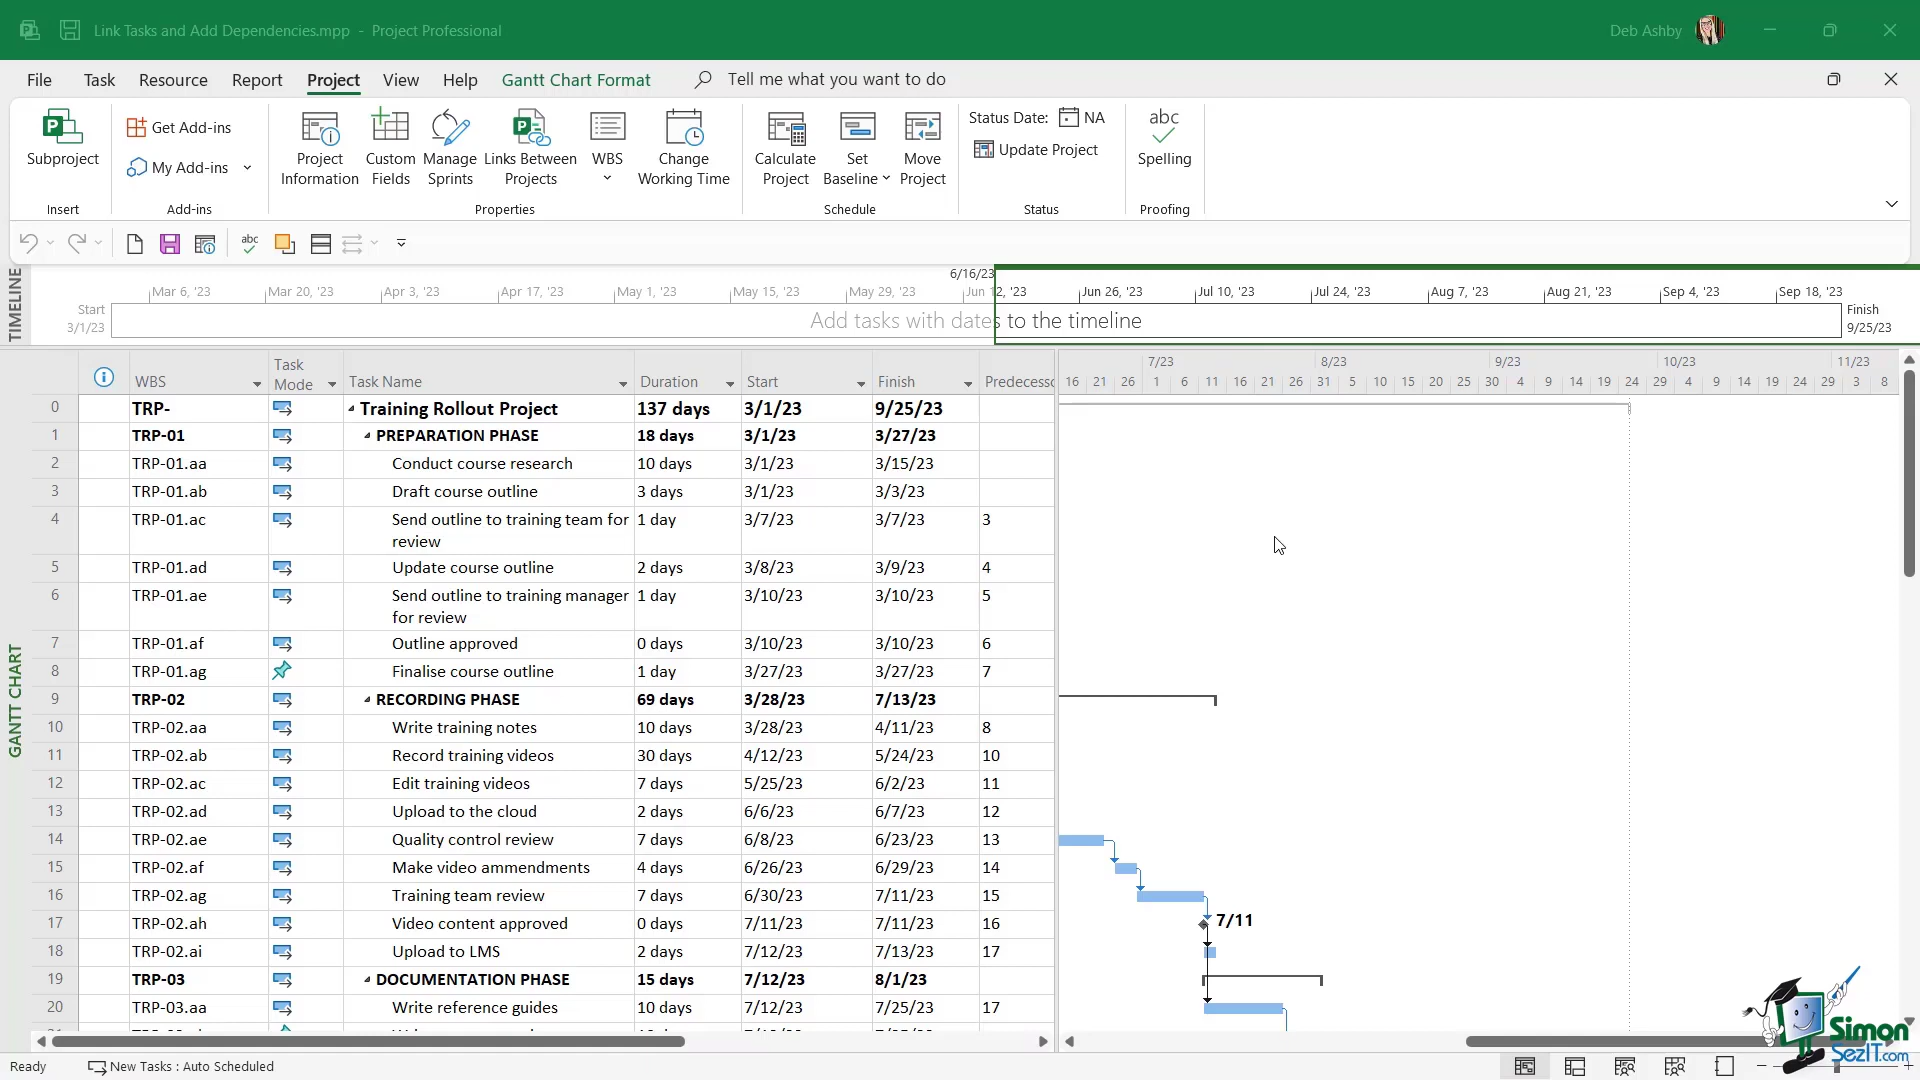 Link Tasks and Add Dependencies.mpp - Project Professional
Deb Ashby
File Task Resource Report Project View Help Gantt Chart Format Tell me what you want to do
Subproject
Get Add-ins
My Add-ins
Project Information
Custom Fields
Manage Sprints
Links Between Projects
WBS
Change Working Time
Calculate Project
Set Baseline
Move Project
Status Date: NA
Update Project
abc
Spelling
Insert Add-ins Properties Schedule Status Proofing
abc
TIMELINE
6/16/23
Mar 6, '23 Mar 20, '23 Apr 3, '23 Apr 17, '23 May 1, '23 May 15, '23 May 29, '23 Jun 12, '23 Jun 26, '23 Jul 10, '23 Jul 24, '23 Aug 7, '23 Aug 21, '23 Sep 4, '23 Sep 18, '23
Start
3/1/23
Add tasks with dates to the timeline
Finish
9/25/23
GANTT CHART
WBS Task Mode Task Name Duration Start Finish Predecesso
7/23 8/23 9/23 10/23 11/23
16 21 26 1 6 11 16 21 26 31 5 10 15 20 25 30 4 9 14 19 24 29 4 9 14 19 24 29 3 8
0 TRP- Training Rollout Project 137 days 3/1/23 9/25/23
1 TRP-01 PREPARATION PHASE 18 days 3/1/23 3/27/23
2 TRP-01.aa Conduct course research 10 days 3/1/23 3/15/23
3 TRP-01.ab Draft course outline 3 days 3/1/23 3/3/23
4 TRP-01.ac Send outline to training team for review 1 day 3/7/23 3/7/23 3
5 TRP-01.ad Update course outline 2 days 3/8/23 3/9/23 4
6 TRP-01.ae Send outline to training manager for review 1 day 3/10/23 3/10/23 5
7 TRP-01.af Outline approved 0 days 3/10/23 3/10/23 6
8 TRP-01.ag Finalise course outline 1 day 3/27/23 3/27/23 7
9 TRP-02 RECORDING PHASE 69 days 3/28/23 7/13/23
10 TRP-02.aa Write training notes 10 days 3/28/23 4/11/23 8
11 TRP-02.ab Record training videos 30 days 4/12/23 5/24/23 10
12 TRP-02.ac Edit training videos 7 days 5/25/23 6/2/23 11
13 TRP-02.ad Upload to the cloud 2 days 6/6/23 6/7/23 12
14 TRP-02.ae Quality control review 7 days 6/8/23 6/23/23 13
15 TRP-02.af Make video ammendments 4 days 6/26/23 6/29/23 14
16 TRP-02.ag Training team review 7 days 6/30/23 7/11/23 15
17 TRP-02.ah Video content approved 0 days 7/11/23 7/11/23 16
7/11
18 TRP-02.ai Upload to LMS 2 days 7/12/23 7/13/23 17
19 TRP-03 DOCUMENTATION PHASE 15 days 7/12/23 8/1/23
20 TRP-03.aa Write reference guides 10 days 7/12/23 7/25/23 17
Simon
SezIT.com
Ready New Tasks : Auto Scheduled